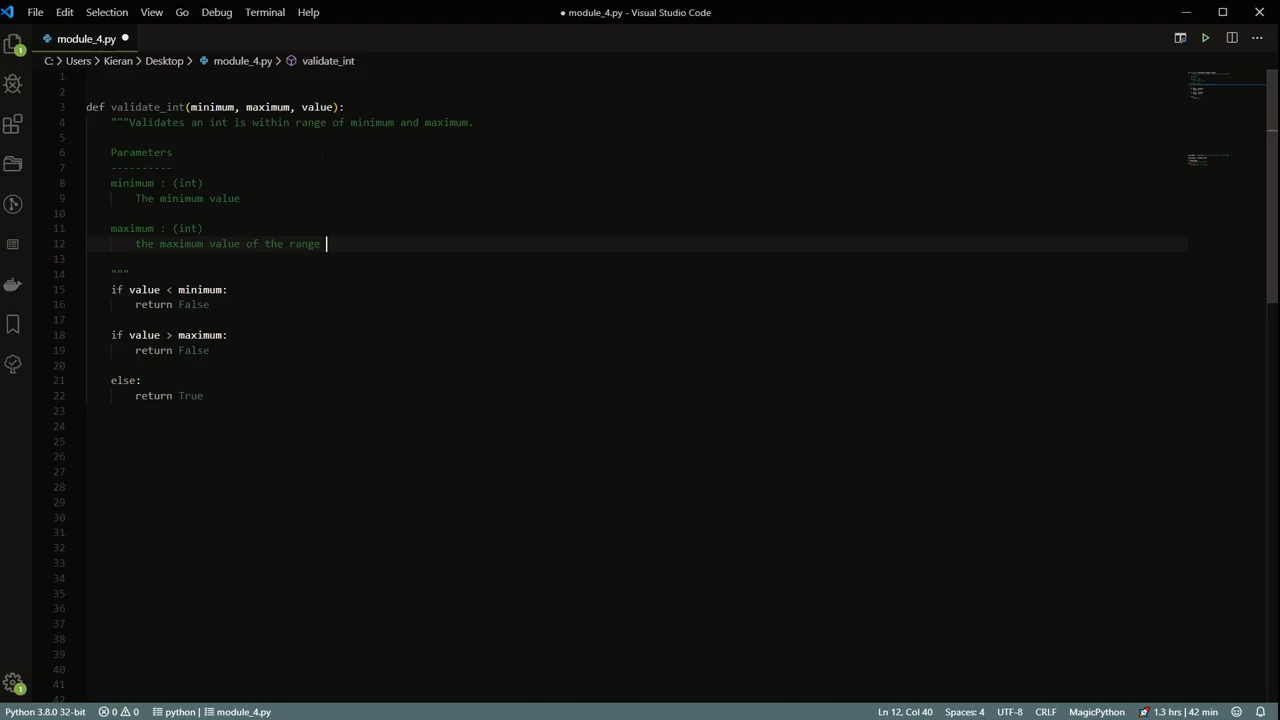 File Edit Selection View Go Debug Terminal Help ● module_4.py - Visual Studio Code
module_4.py
C: > Users > Kieran > Desktop > module_4.py > validate_int
1
2
3 def validate_int(minimum, maximum, value):
4 """Validates an int is within range of minimum and maximum.
5
6 Parameters
7 ----------
8 minimum : (int)
9 The minimum value
10
11 maximum : (int)
12 the maximum value of the range
13
14 """
15 if value < minimum:
16 return False
17
18 if value > maximum:
19 return False
20
21 else:
22 return True
23
24
25
26
27
28
29
30
31
32
33
34
35
36
37
38
39
40
41
42
1
1
Python 3.8.0 32-bit 0 0 python | module_4.py Ln 12, Col 40 Spaces: 4 UTF-8 CRLF MagicPython 1.3 hrs | 42 min